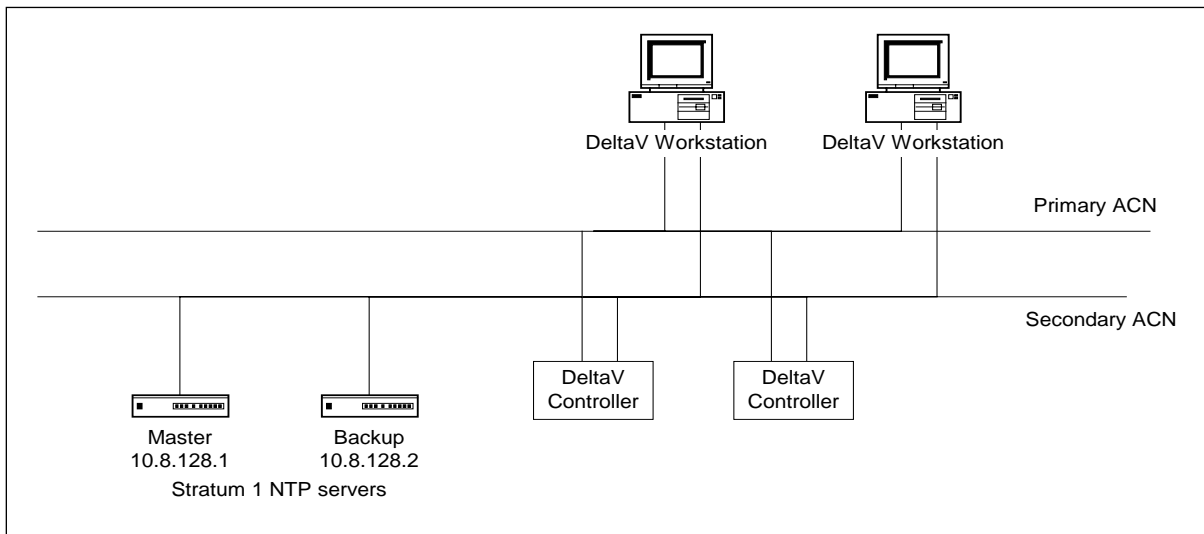 DeltaV Workstation
DeltaV Workstation
Primary ACN
Secondary ACN
DeltaV
Controller
DeltaV
Controller
Master
10.8.128.1
Backup
10.8.128.2
Stratum 1 NTP servers